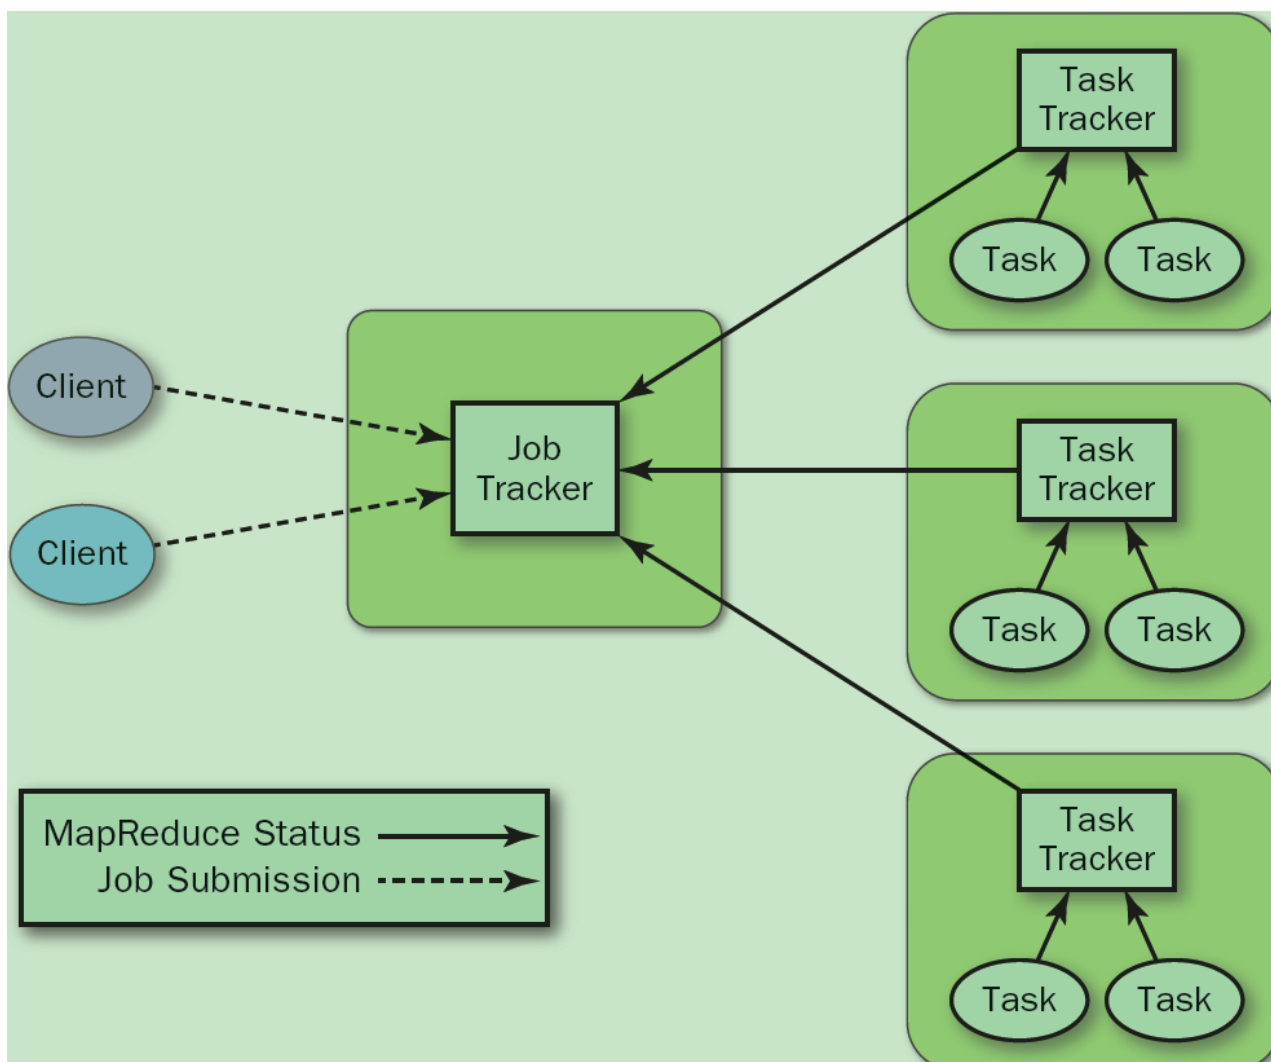 Task
Tracker
Task
Task
Client
Client
Job
Tracker
Task
Tracker
Task
Task
MapReduce Status
Job Submission
Task
Tracker
Task
Task